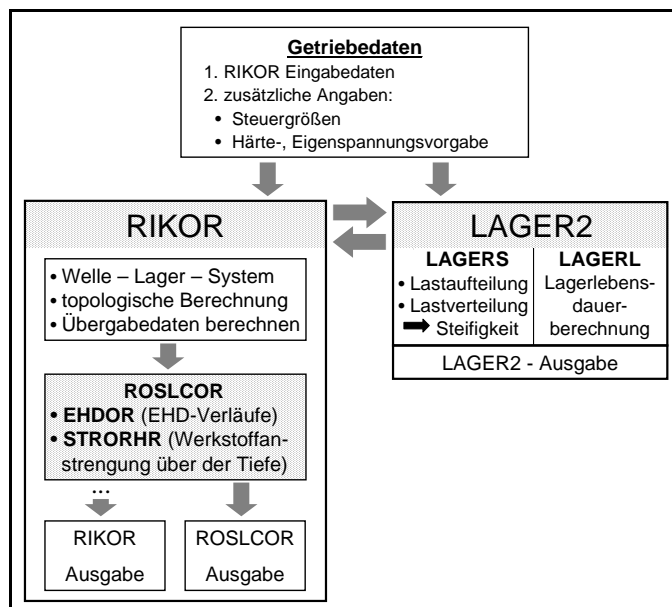 Getriebedaten
1. RIKOR Eingabedaten
2. zusätzliche Angaben:
• Steuergrößen
• Härte-, Eigenspannungsvorgabe
RIKOR
• Welle – Lager – System
• topologische Berechnung
• Übergabedaten berechnen
ROSLCOR
• EHDOR (EHD-Verläufe)
• STRORHR (Werkstoffan-
strengung über der Tiefe)
...
RIKOR
Ausgabe
ROSLCOR
Ausgabe
LAGER2
LAGERS
• Lastaufteilung
• Lastverteilung
Steifigkeit
LAGERL
Lagerlebens-
dauer-
berechnung
LAGER2 - Ausgabe